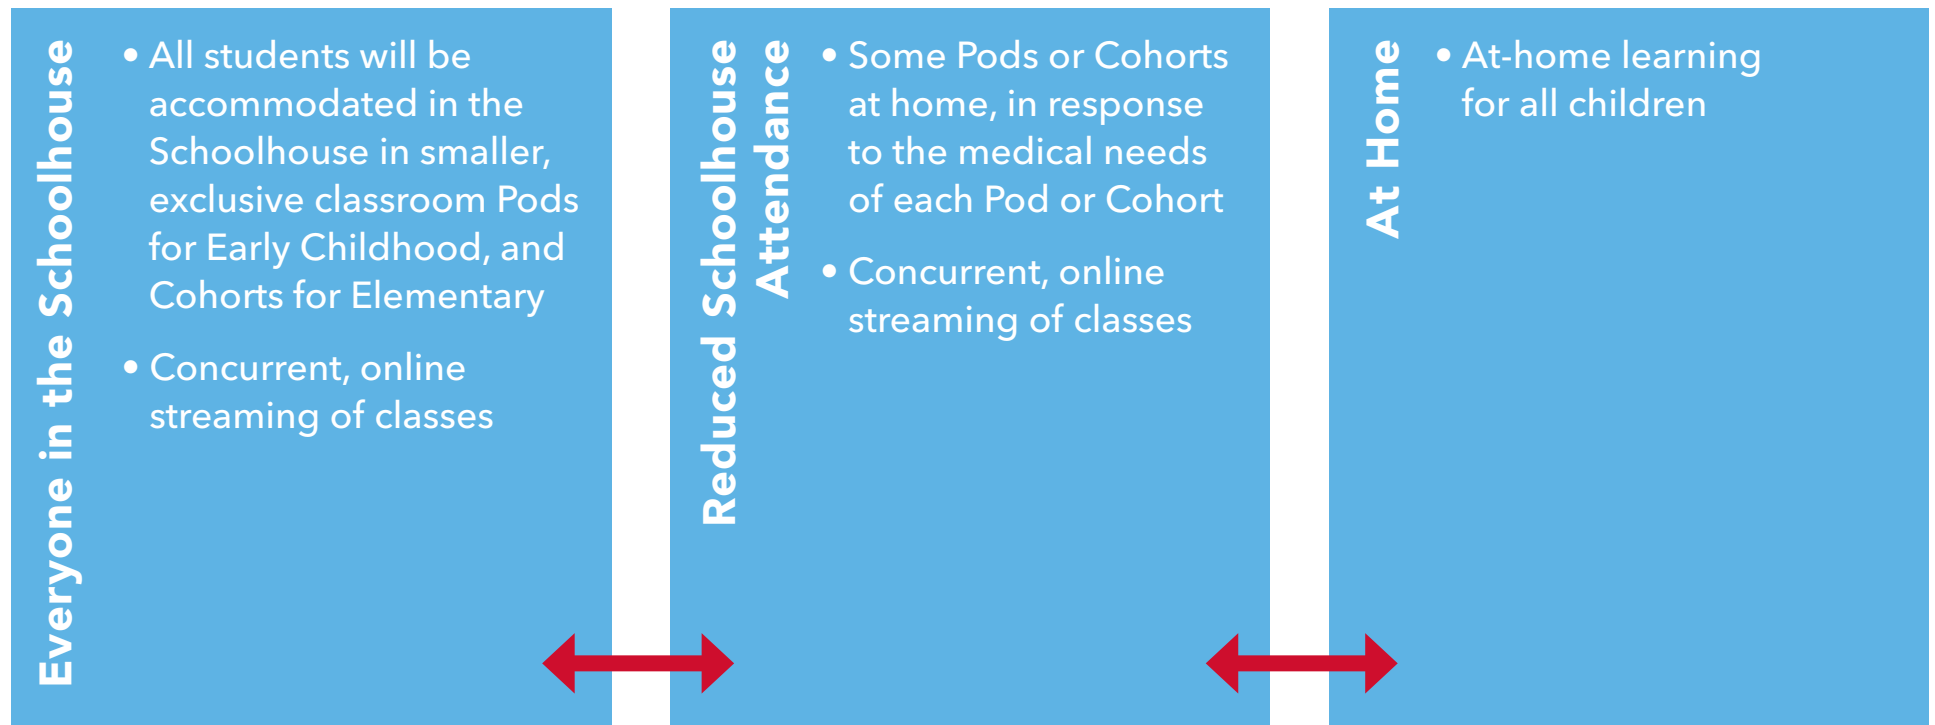 Everyone in the Schoolhouse
• All students will be
accommodated in the
Schoolhouse in smaller,
exclusive classroom Pods
for Early Childhood, and
Cohorts for Elementary
• Concurrent, online
streaming of classes
Reduced Schoolhouse
Attendance
• Some Pods or Cohorts
at home, in response
to the medical needs
of each Pod or Cohort
• Concurrent, online
streaming of classes
At Home
• At-home learning
for all children